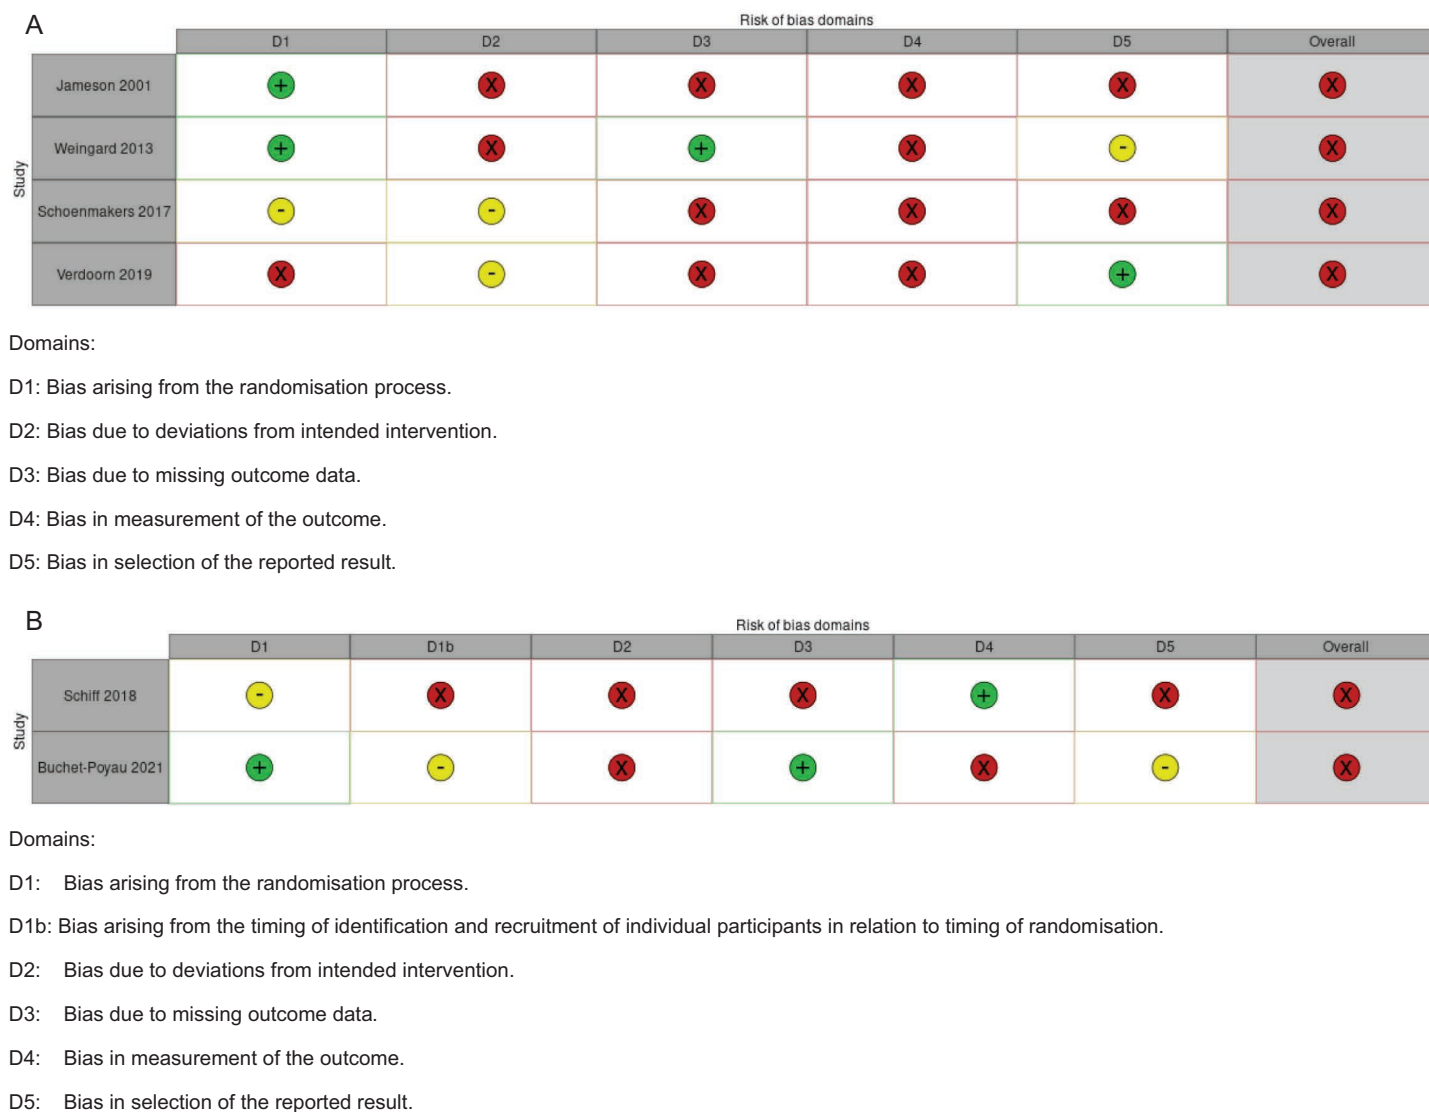 A
Risk of bias domains
D1 D2 D3 D4 D5 Overall
Study
Jameson 2001 + X X X X X
Weingard 2013 + X + X - X
Schoenmakers 2017 - - X X X X
Verdoorn 2019 X - X X + X
Domains:
D1: Bias arising from the randomisation process.
D2: Bias due to deviations from intended intervention.
D3: Bias due to missing outcome data.
D4: Bias in measurement of the outcome.
D5: Bias in selection of the reported result.
B
Risk of bias domains
D1 D1b D2 D3 D4 D5 Overall
Study
Schiff 2018 - X X X + X X
Buchet-Poyau 2021 + - X + X - X
Domains:
D1: Bias arising from the randomisation process.
D1b: Bias arising from the timing of identification and recruitment of individual participants in relation to timing of randomisation.
D2: Bias due to deviations from intended intervention.
D3: Bias due to missing outcome data.
D4: Bias in measurement of the outcome.
D5: Bias in selection of the reported result.